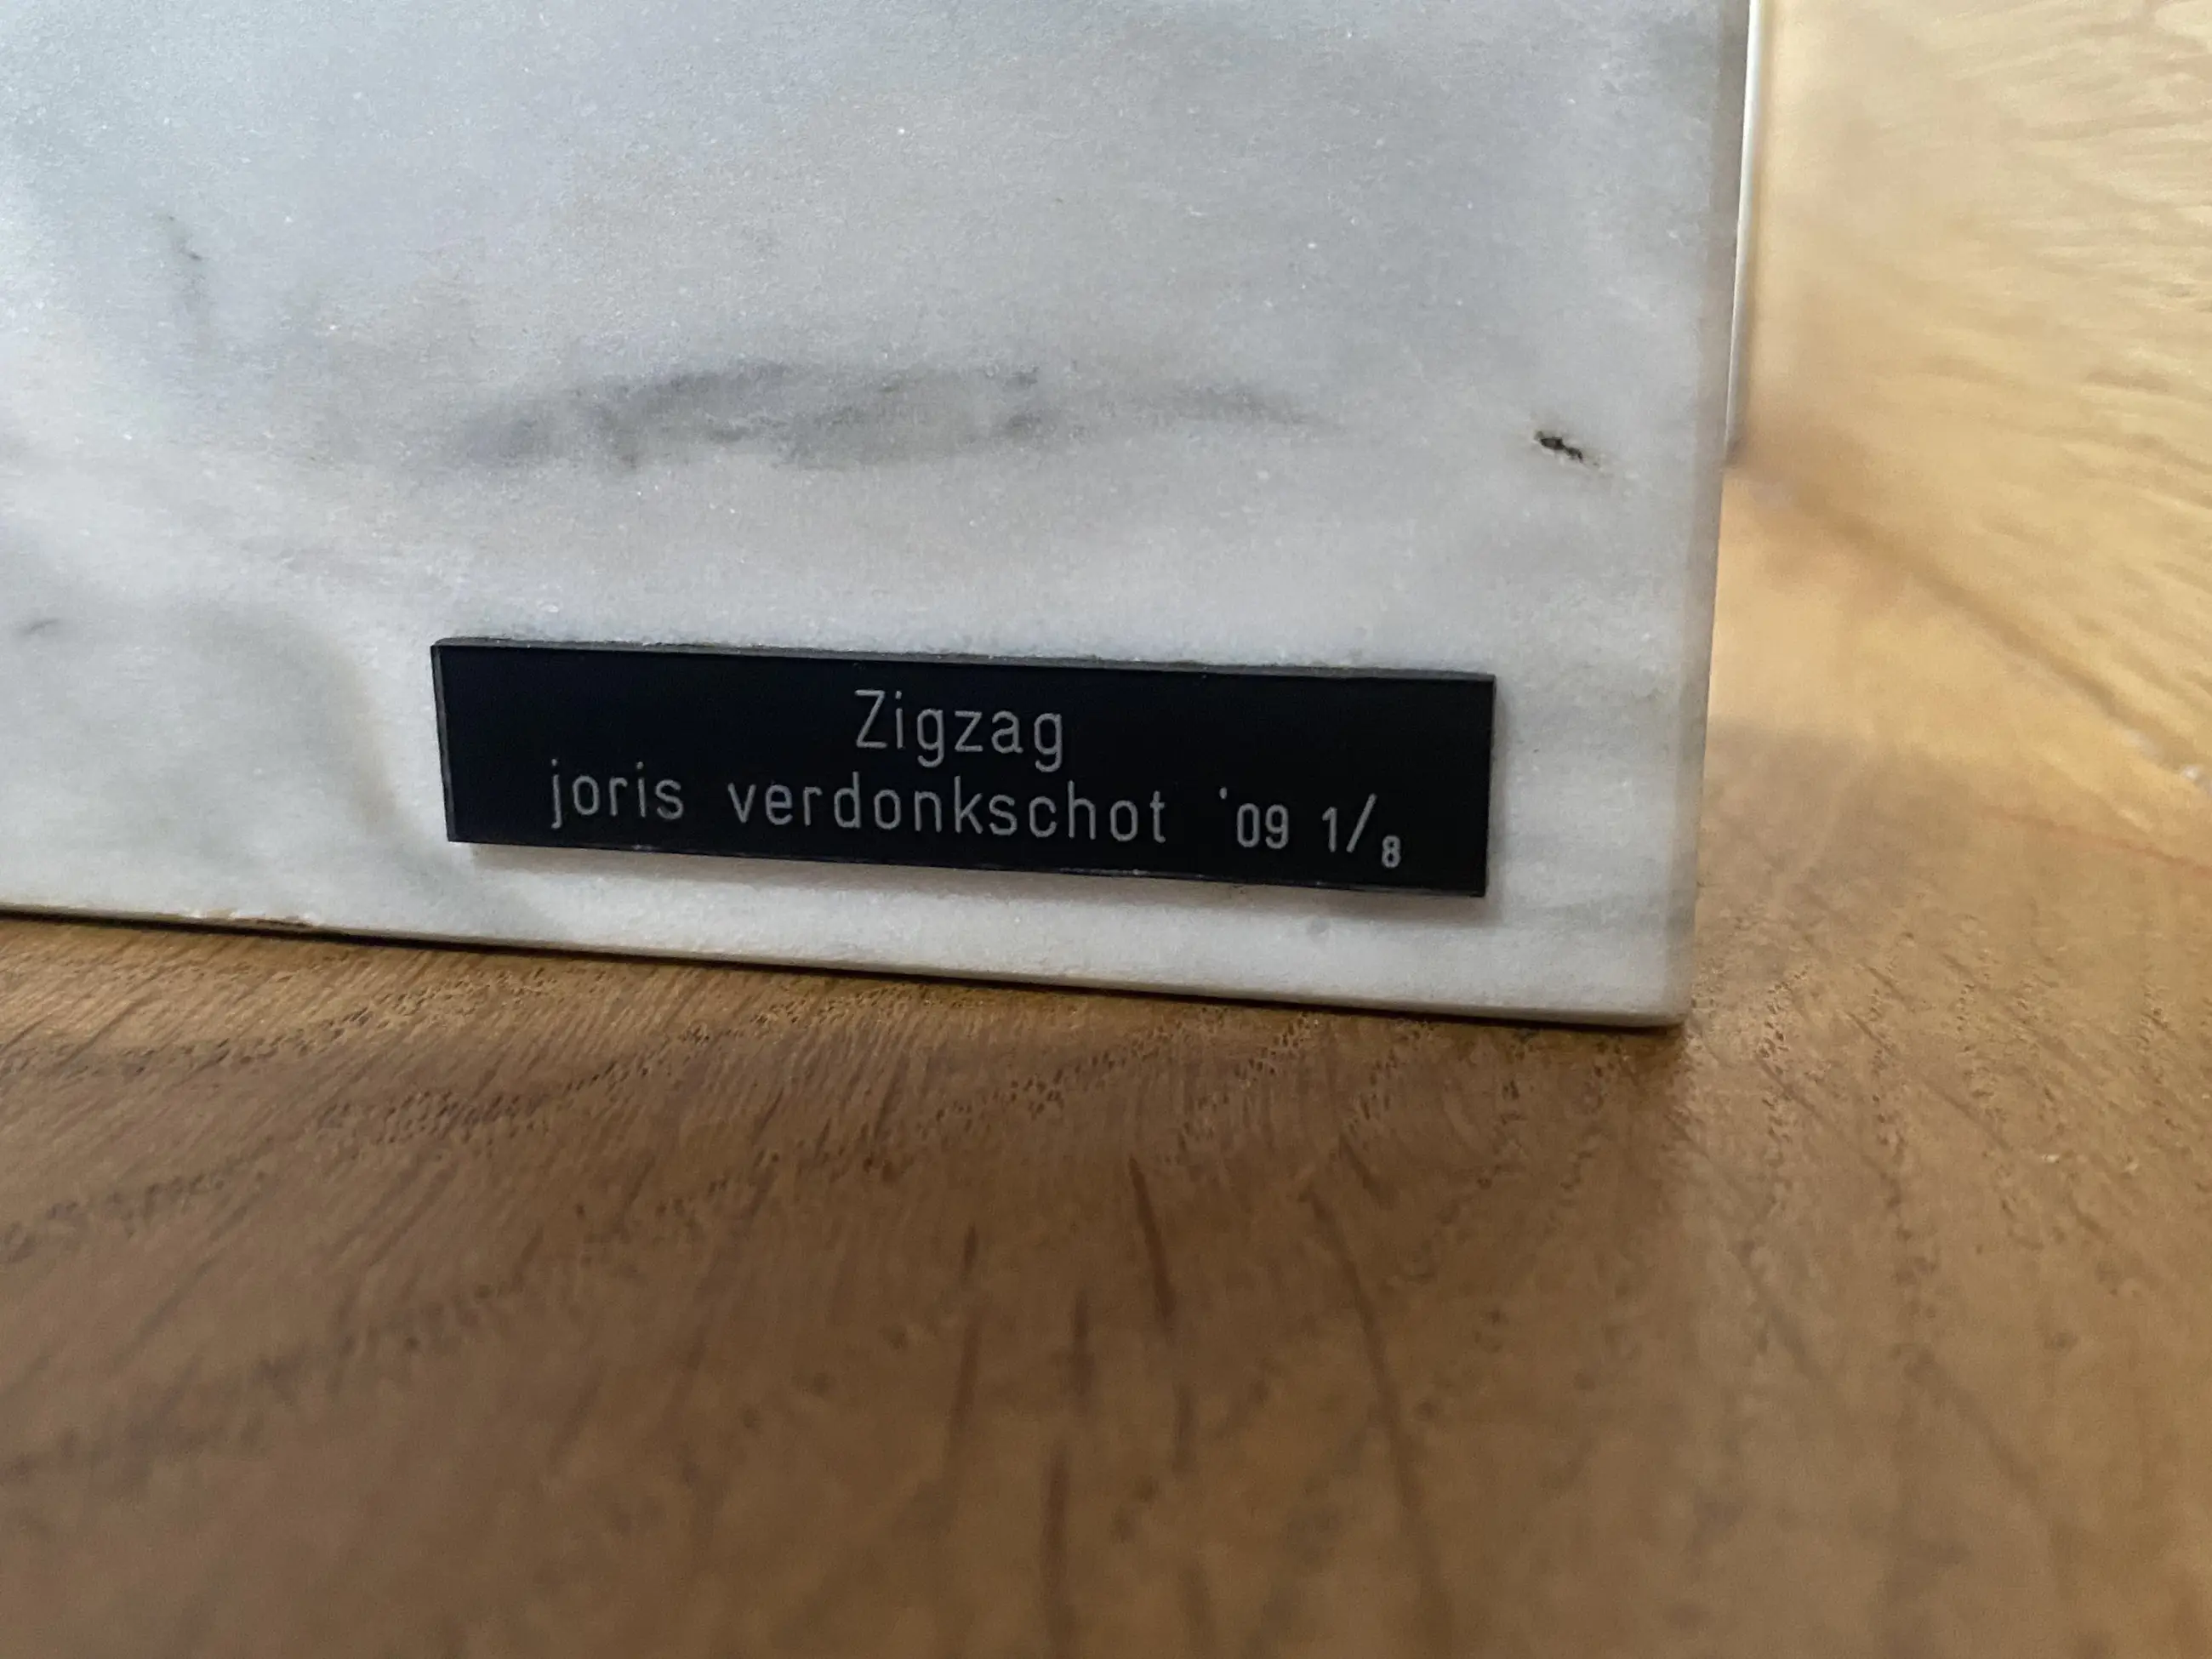 Zigzag
joris verdonkschot '09 1/8